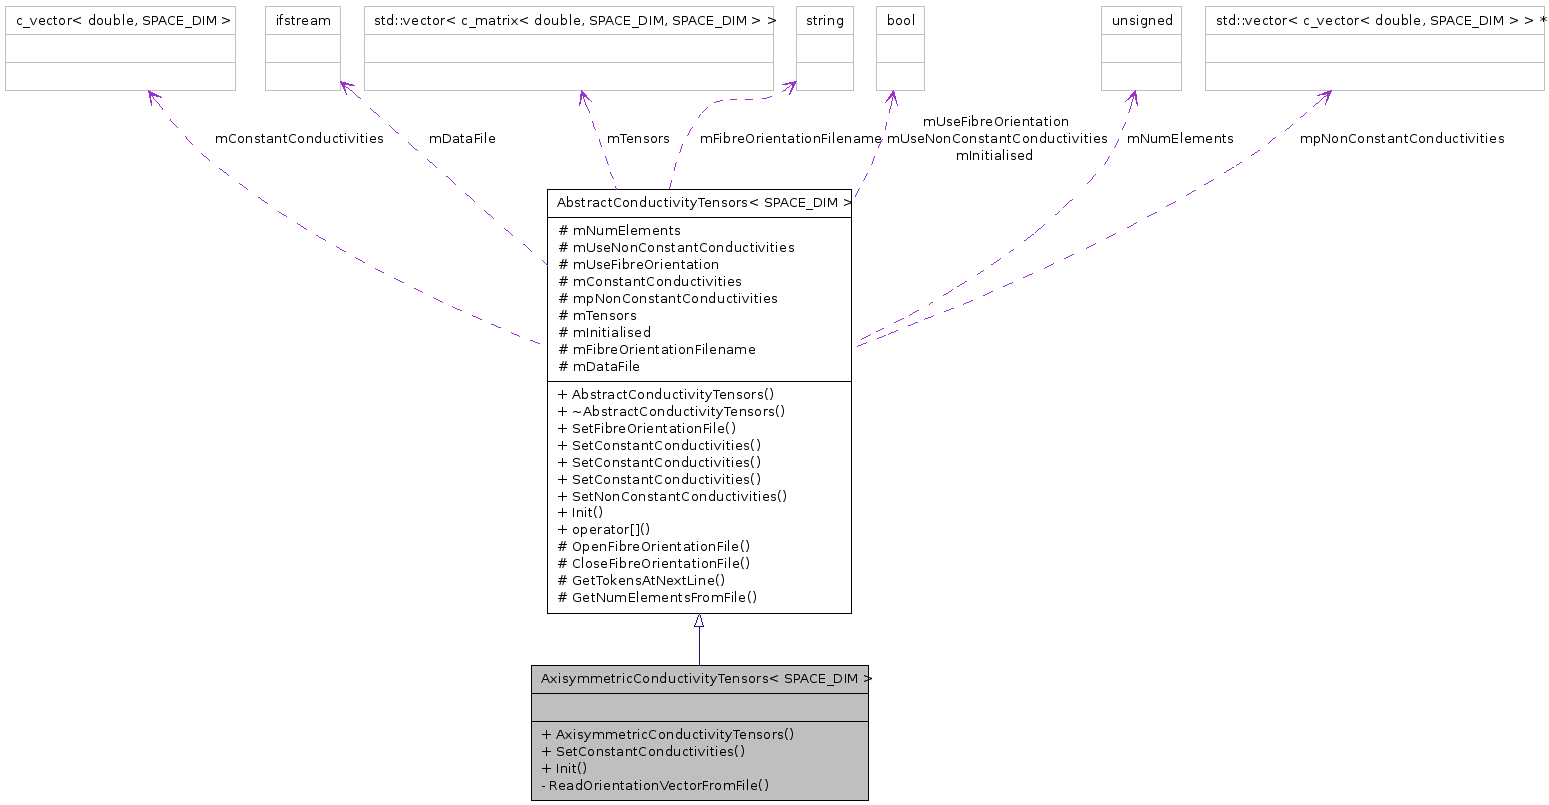 c_vector< double, SPACE_DIM >
ifstream
std::vector< c_matrix< double, SPACE_DIM, SPACE_DIM > >
string
bool
unsigned
std::vector< c_vector< double, SPACE_DIM > > *
mConstantConductivities
mDataFile
mTensors
mFibreOrientationFilename
mUseFibreOrientation
mUseNonConstantConductivities
mInitialised
mNumElements
mpNonConstantConductivities
AbstractConductivityTensors< SPACE_DIM >
# mNumElements
# mUseNonConstantConductivities
# mUseFibreOrientation
# mConstantConductivities
# mpNonConstantConductivities
# mTensors
# mInitialised
# mFibreOrientationFilename
# mDataFile
+ AbstractConductivityTensors()
+ ~AbstractConductivityTensors()
+ SetFibreOrientationFile()
+ SetConstantConductivities()
+ SetConstantConductivities()
+ SetConstantConductivities()
+ SetNonConstantConductivities()
+ Init()
+ operator[]()
# OpenFibreOrientationFile()
# CloseFibreOrientationFile()
# GetTokensAtNextLine()
# GetNumElementsFromFile()
AxisymmetricConductivityTensors< SPACE_DIM >
+ AxisymmetricConductivityTensors()
+ SetConstantConductivities()
+ Init()
- ReadOrientationVectorFromFile()